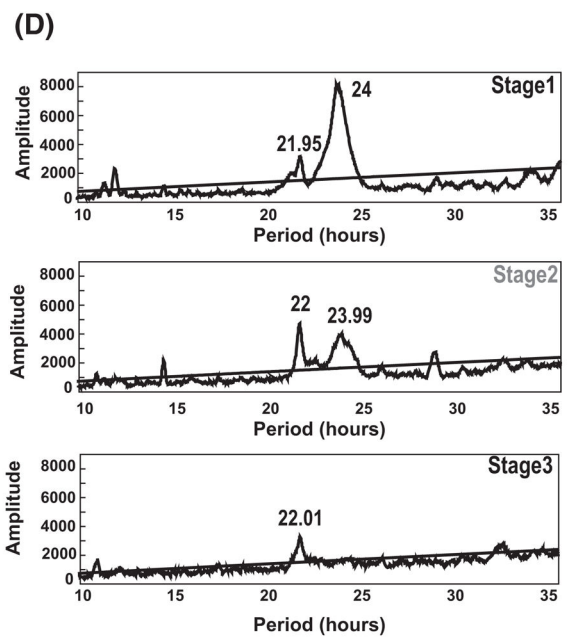 (D)
Stage1
Amplitude
8000
6000
4000
2000
0
24
21.95
10 15 20 25 30 35
Period (hours)
Stage2
Amplitude
8000
6000
4000
2000
0
22 23.99
10 15 20 25 30 35
Period (hours)
Stage3
Amplitude
8000
6000
4000
2000
0
22.01
10 15 20 25 30 35
Period (hours)